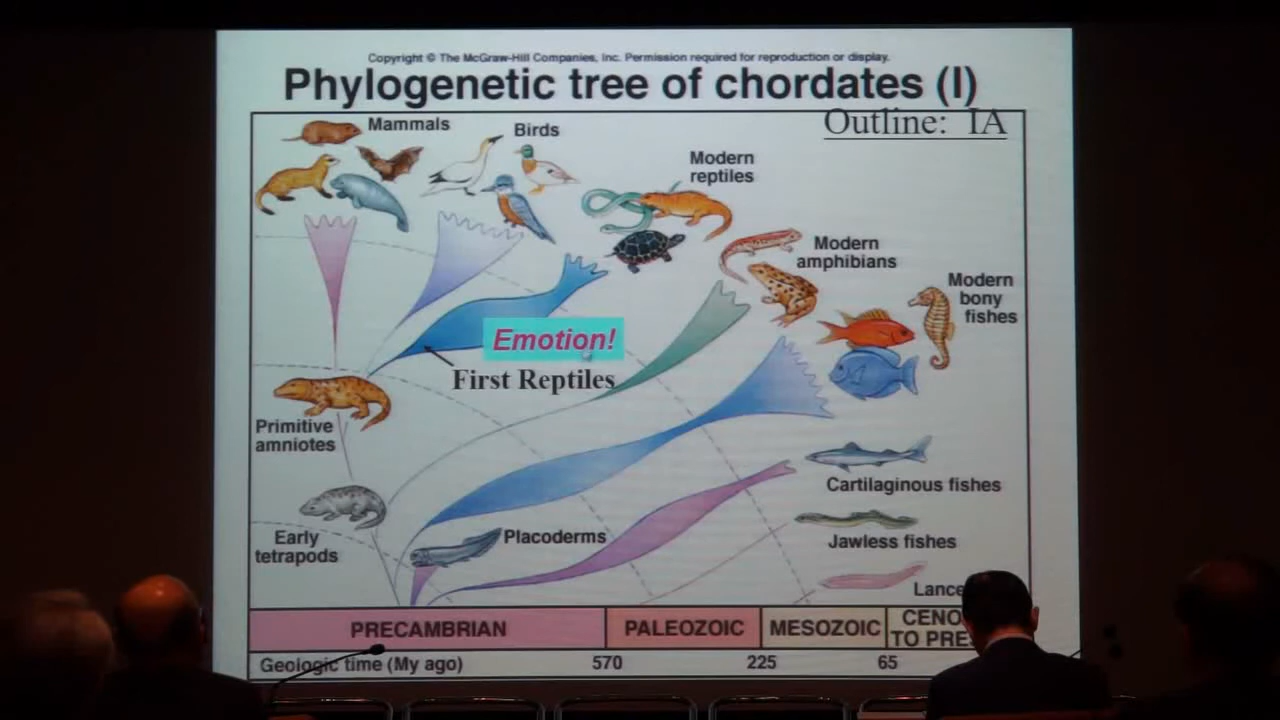 Copyright © The McGraw-Hill Companies, Inc. Permission required for reproduction or display.
Phylogenetic tree of chordates (I)
Outline: IA
Mammals
Birds
Modern
reptiles
Modern
amphibians
Modern
bony
fishes
Emotion!
First Reptiles
Primitive
amniotes
Cartilaginous fishes
Early
tetrapods
Placoderms
Jawless fishes
Lance
PRECAMBRIAN
PALEOZOIC
MESOZOIC
CENO
TO PRE
Geologic time (My ago)
570
225
65